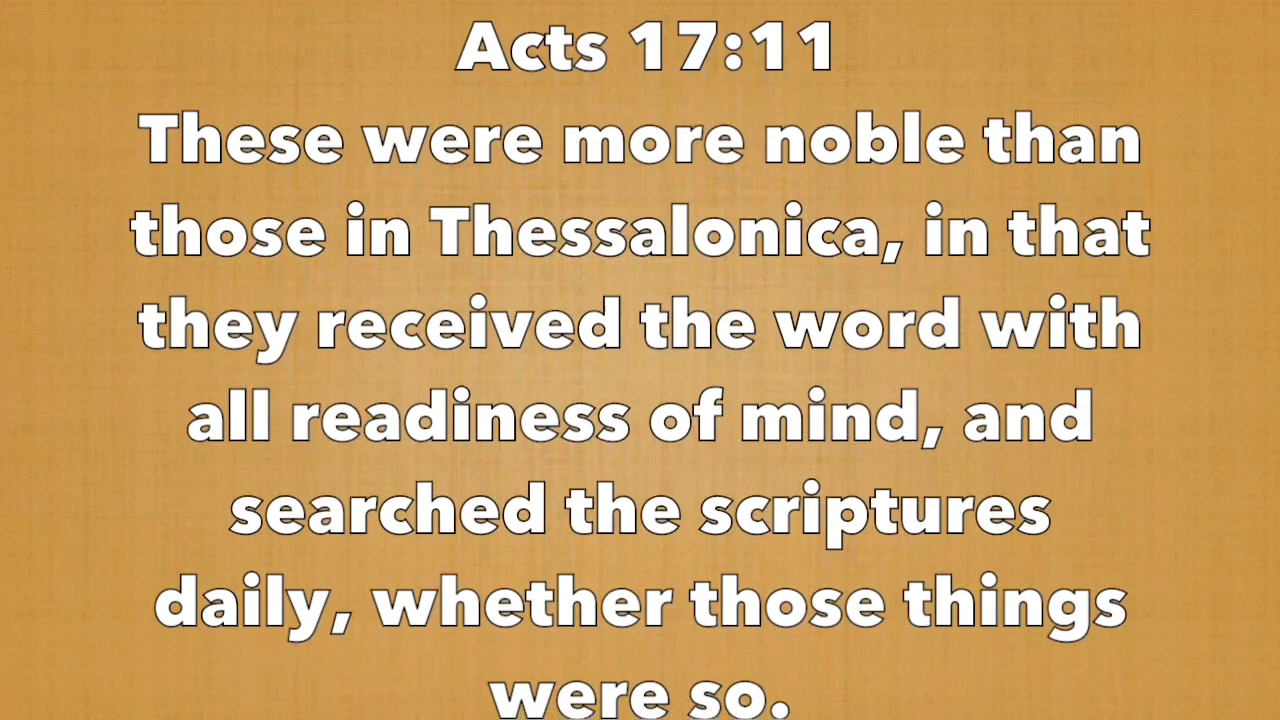 Acts 17:11
These were more noble than
those in Thessalonica, in that
they received the word with
all readiness of mind, and
searched the scriptures
daily, whether those things
were so.